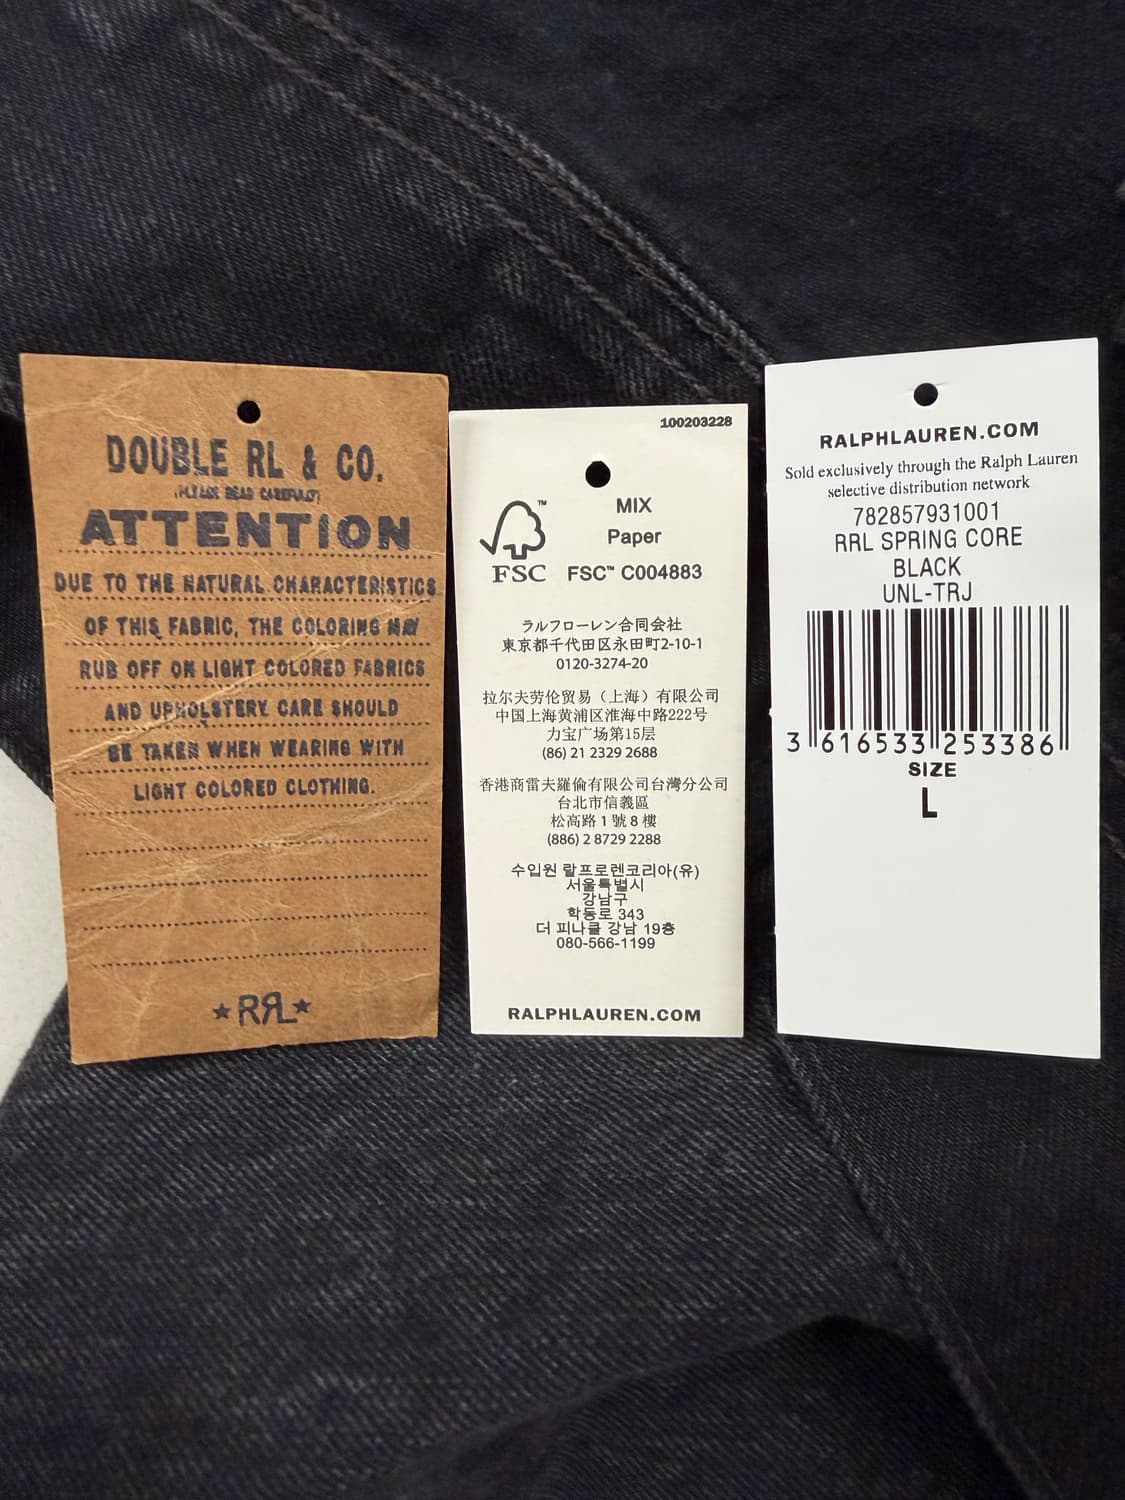 DOUBLE RL & CO.
(PLEASE READ CAREFULLY)
ATTENTION
DUE TO THE NATURAL CHARACTERISTICS
OF THIS FABRIC, THE COLORING MAY
RUB OFF ON LIGHT COLORED FABRICS
AND UPHOLSTERY. CARE SHOULD
BE TAKEN WHEN WEARING WITH
LIGHT COLORED CLOTHING.
RRL
100203228
MIX
Paper
FSC™ C004883
FSC
ラルフローレン合同会社
東京都千代田区永田町2-10-1
0120-3274-20
拉尔夫劳伦贸易（上海）有限公司
中国上海黄浦区淮海中路222号
力宝广场第15层
(86) 21 2329 2688
香港商雷夫羅倫有限公司台灣分公司
台北市信義區
松高路 1 號 8 樓
(886) 2 8729 2288
수입원 랄프로렌코리아(유)
서울특별시
강남구
학동로 343
더 피나클 강남 19층
080-566-1199
RALPHLAUREN.COM
RALPHLAUREN.COM
Sold exclusively through the Ralph Lauren
selective distribution network
782857931001
RRL SPRING CORE
BLACK
UNL-TRJ
3 616533 253386
SIZE
L